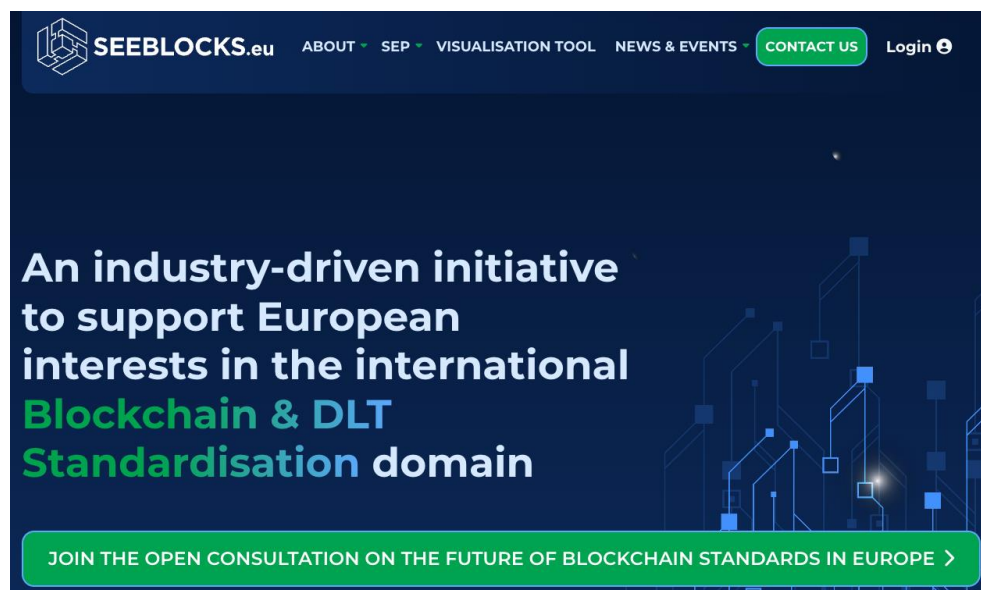 SEEBLOCKS.eu ABOUT SEP VISUALISATION TOOL NEWS & EVENTS CONTACT US Login
An industry-driven initiative
to support European
interests in the international
Blockchain & DLT
Standardisation domain
JOIN THE OPEN CONSULTATION ON THE FUTURE OF BLOCKCHAIN STANDARDS IN EUROPE